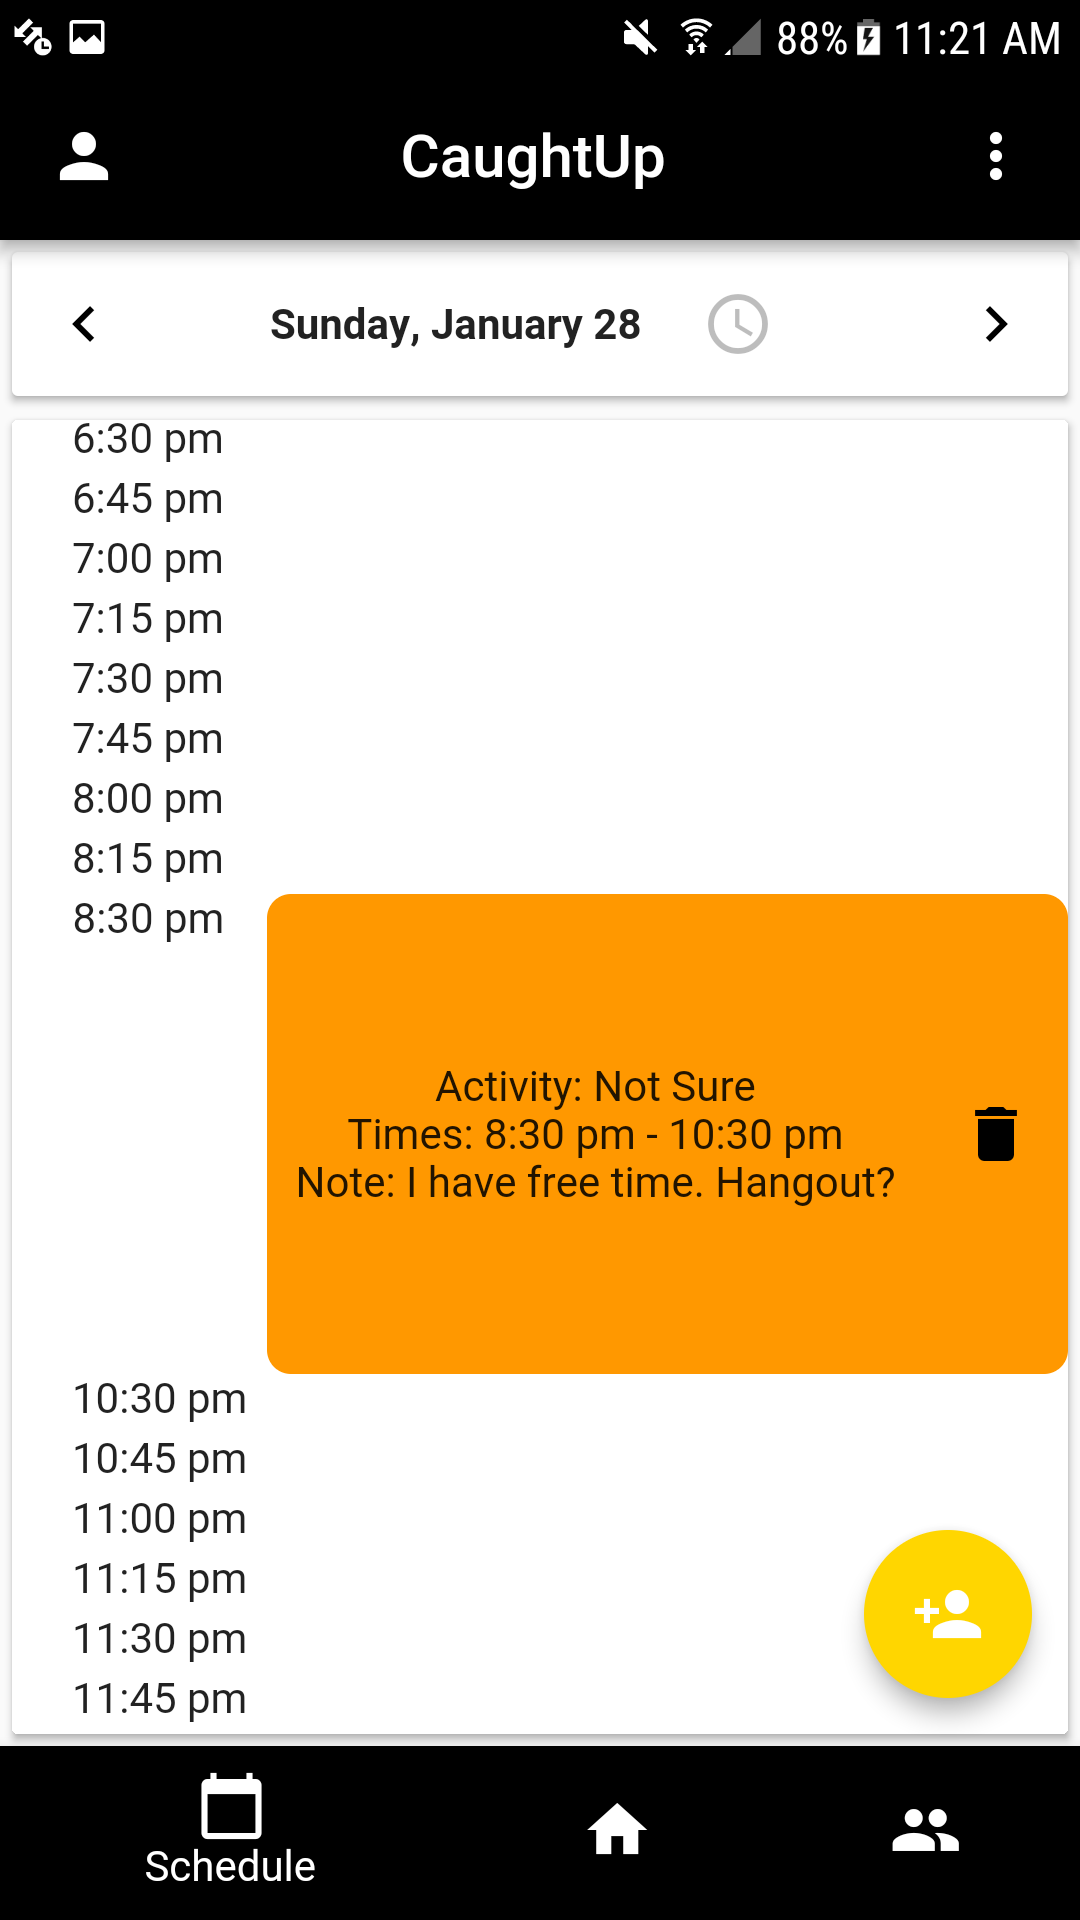 88% 11:21 AM
CaughtUp
Sunday, January 28
6:30 pm
6:45 pm
7:00 pm
7:15 pm
7:30 pm
7:45 pm
8:00 pm
8:15 pm
8:30 pm
Activity: Not Sure
Times: 8:30 pm - 10:30 pm
Note: I have free time. Hangout?
10:30 pm
10:45 pm
11:00 pm
11:15 pm
11:30 pm
11:45 pm
Schedule